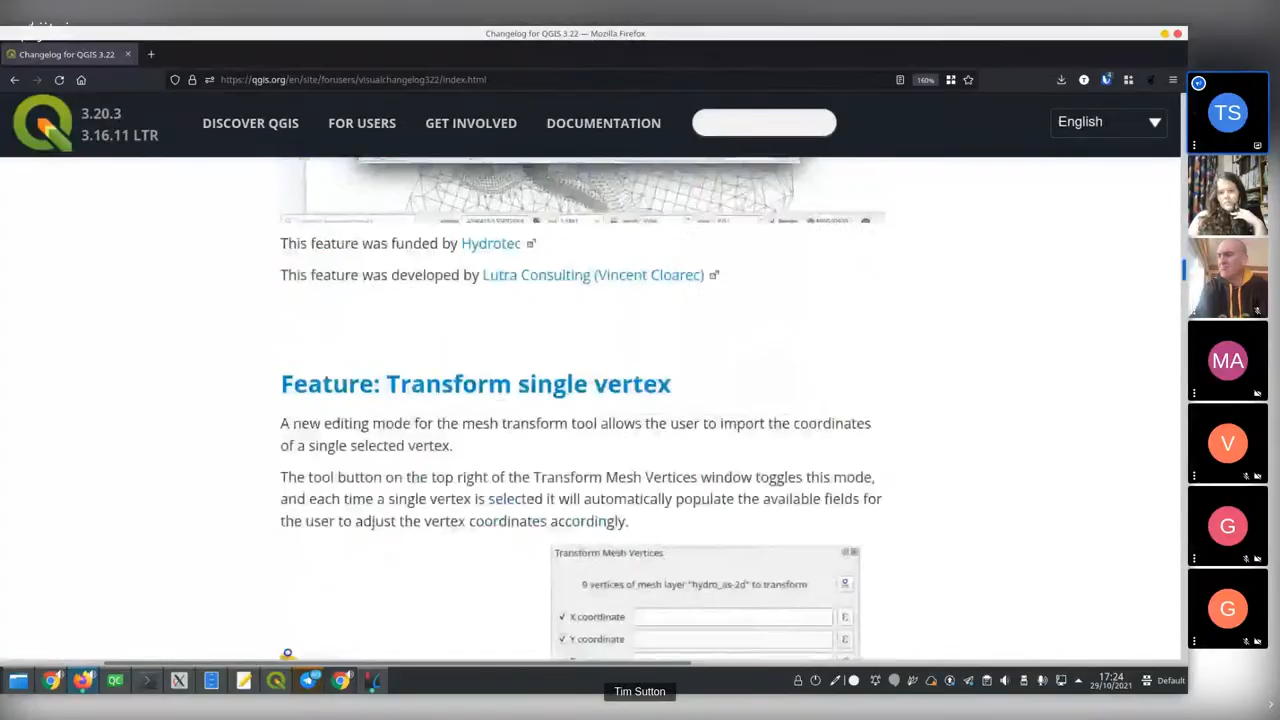 Changelog for QGIS 3.22 — Mozilla Firefox
Changelog for QGIS 3.22
https://qgis.org/en/site/forusers/visualchangelog322/index.html
160%
3.20.3
3.16.11 LTR
DISCOVER QGIS
FOR USERS
GET INVOLVED
DOCUMENTATION
English
TS
This feature was funded by Hydrotec
This feature was developed by Lutra Consulting (Vincent Cloarec)
MA
Feature: Transform single vertex
A new editing mode for the mesh transform tool allows the user to import the coordinates
of a single selected vertex.
V
The tool button on the top right of the Transform Mesh Vertices window toggles this mode,
and each time a single vertex is selected it will automatically populate the available fields for
the user to adjust the vertex coordinates accordingly.
G
Transform Mesh Vertices
9 vertices of mesh layer "hydro_as-2d" to transform
X coordinate
Y coordinate
G
17:24
29/10/2021
Default
Tim Sutton